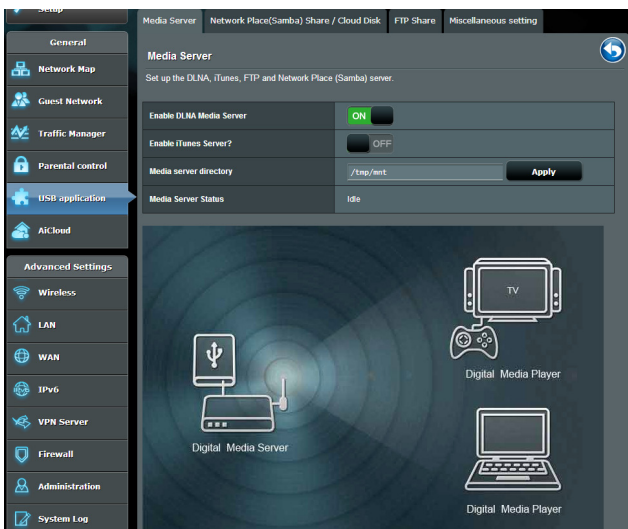 Setup
General
Network Map
Guest Network
Traffic Manager
Parental control
USB application
AiCloud
Advanced Settings
Wireless
LAN
WAN
IPv6
VPN Server
Firewall
Administration
System Log
Media Server
Network Place(Samba) Share / Cloud Disk
FTP Share
Miscellaneous setting
Media Server
Set up the DLNA, iTunes, FTP and Network Place (Samba) server.
Enable DLNA Media Server
ON
Enable iTunes Server?
OFF
Media server directory
/tmp/mnt
Apply
Media Server Status
Idle
TV
Digital Media Player
Digital Media Server
Digital Media Player